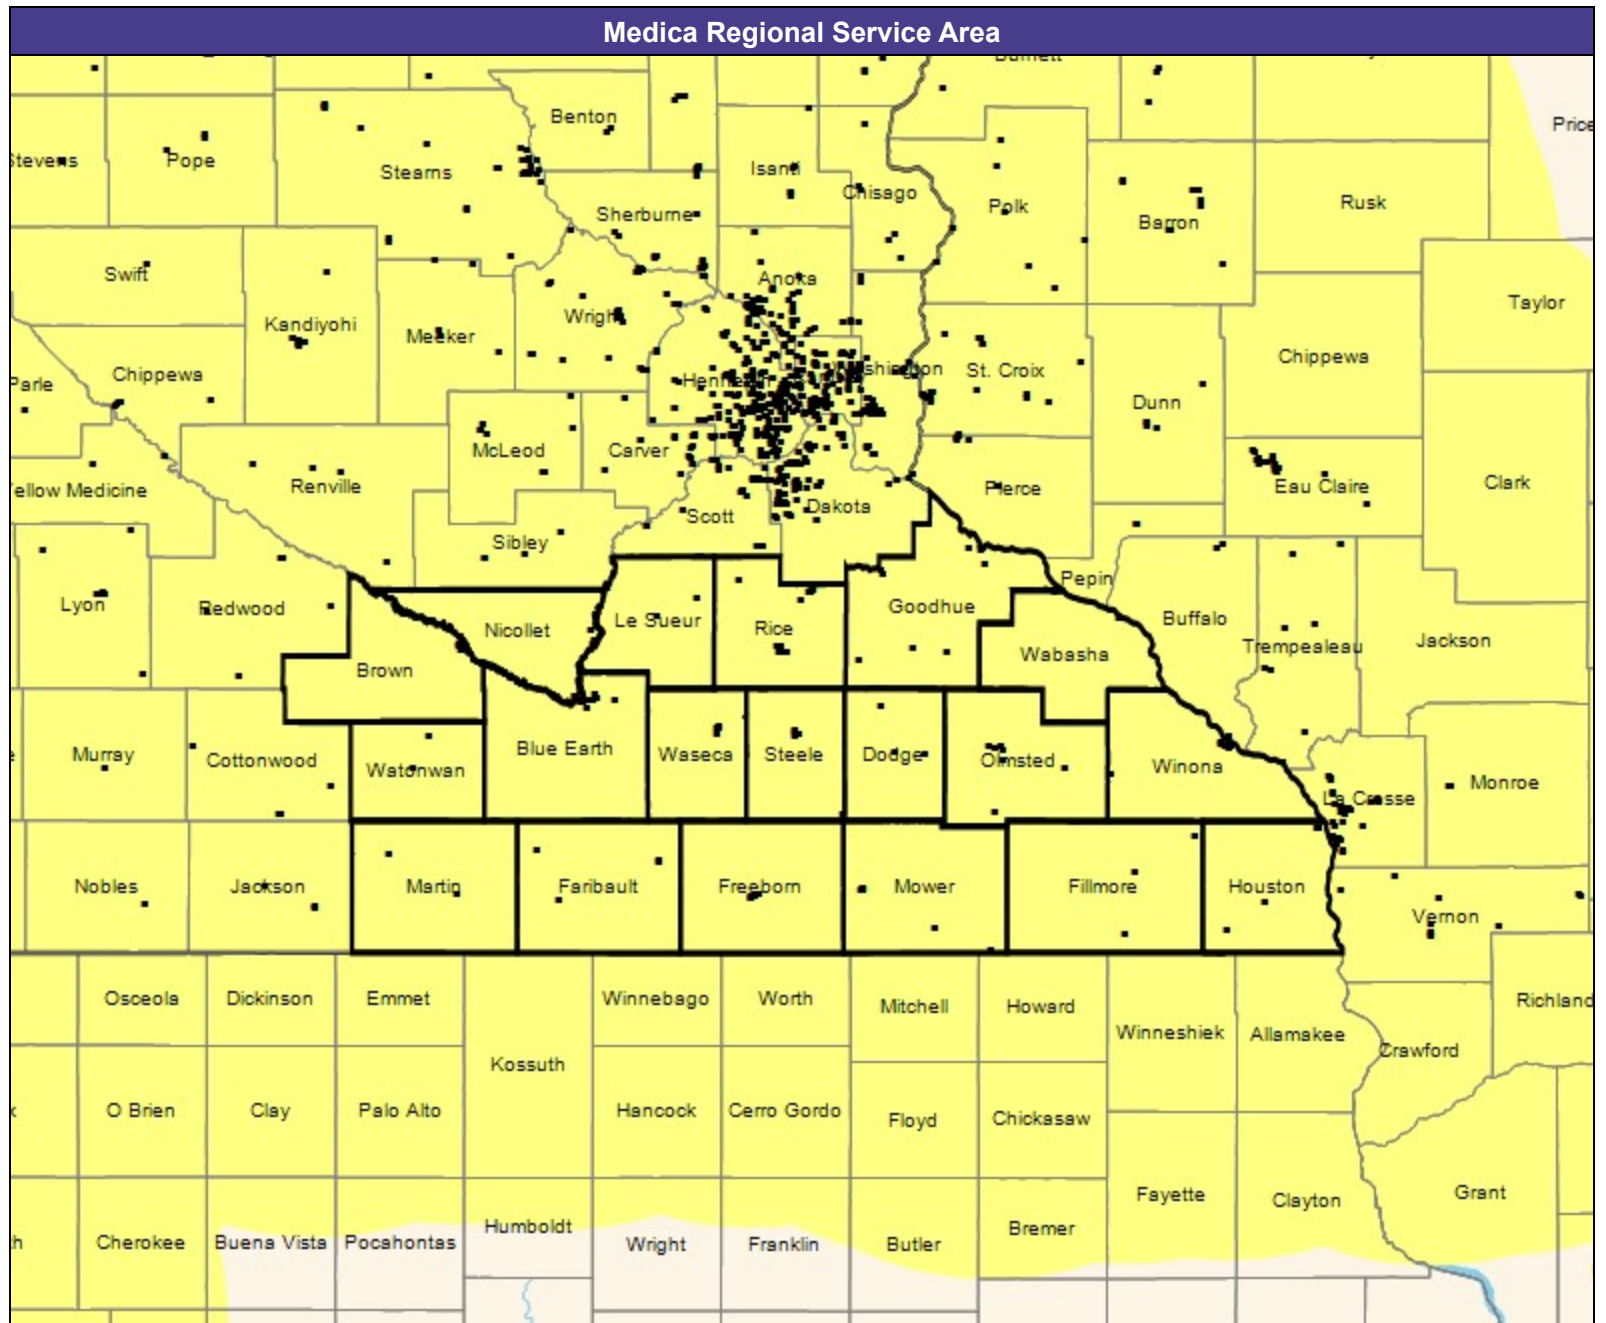 Medica Regional Service Area
Benton
Price
Stevens
Pope
Stearns
Isanti
Chisago
Polk
Barron
Rusk
Sherburne
Swift
Anoka
Taylor
Kandiyohi
Wright
Meeker
Chippewa
Chippewa
Parle
Hennepin
Washington
St. Croix
Dunn
McLeod
Carver
Renville
Yellow Medicine
Pierce
Eau Claire
Clark
Scott
Dakota
Sibley
Pepin
Lyon
Redwood
Nicollet
Le Sueur
Rice
Goodhue
Buffalo
Trempealeau
Jackson
Brown
Wabasha
Murray
Cottonwood
Watonwan
Blue Earth
Waseca
Steele
Dodge
Olmsted
Winona
La Crosse
Monroe
Nobles
Jackson
Martin
Faribault
Freeborn
Mower
Fillmore
Houston
Vernon
Osceola
Dickinson
Emmet
Winnebago
Worth
Mitchell
Howard
Richland
Winneshiek
Allamakee
Crawford
Kossuth
O Brien
Clay
Palo Alto
Hancock
Cerro Gordo
Floyd
Chickasaw
Fayette
Clayton
Grant
Cherokee
Buena Vista
Pocahontas
Humboldt
Wright
Franklin
Butler
Bremer